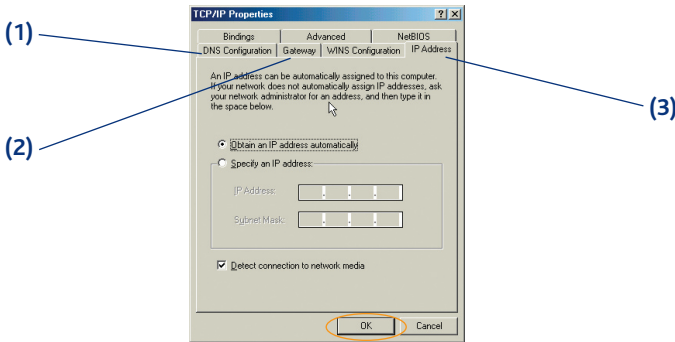 TCP/IP Properties
Bindings Advanced NetBIOS
(1)
DNS Configuration Gateway WINS Configuration IP Address
An IP address can be automatically assigned to this computer.
If your network does not automatically assign IP addresses, ask
your network administrator for an address, and then type it in
the space below.
(3)
(2)
Obtain an IP address automatically
Specify an IP address:
IP Address:
Subnet Mask:
Detect connection to network media
OK Cancel